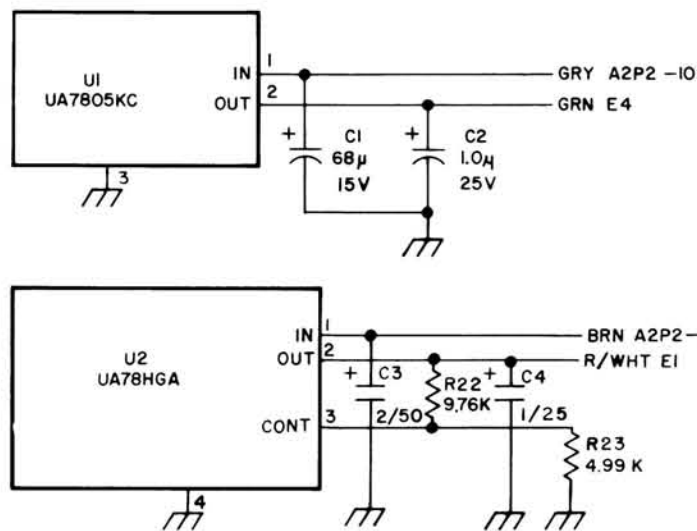 U1
UA7805KC
IN
1
GRY A2P2 -10
OUT
2
GRN E4
3
+
C1
68µ
15V
+
C2
1.0µ
25V
U2
UA78HGA
IN
1
BRN A2P2-
OUT
2
R/WHT E1
+
C3
2/50
R22
9.76K
+
C4
1/25
CONT
3
R23
4.99 K
4